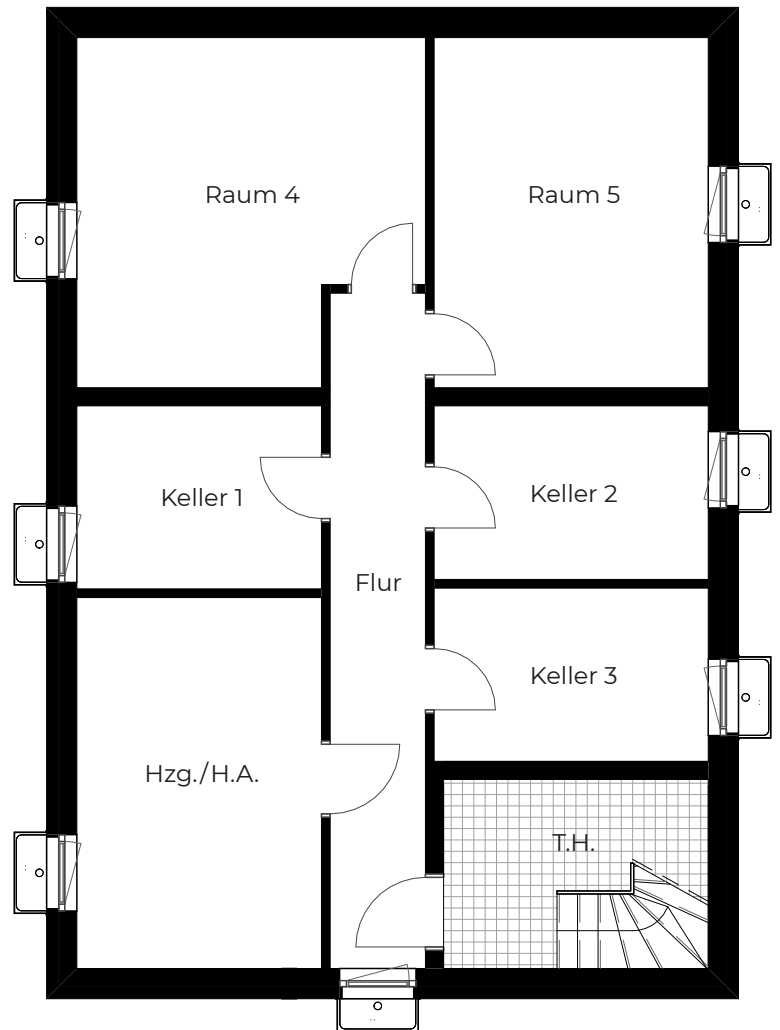 Raum 4
Raum 5
Keller 1
Keller 2
Flur
Keller 3
Hzg./H.A.
T.H.